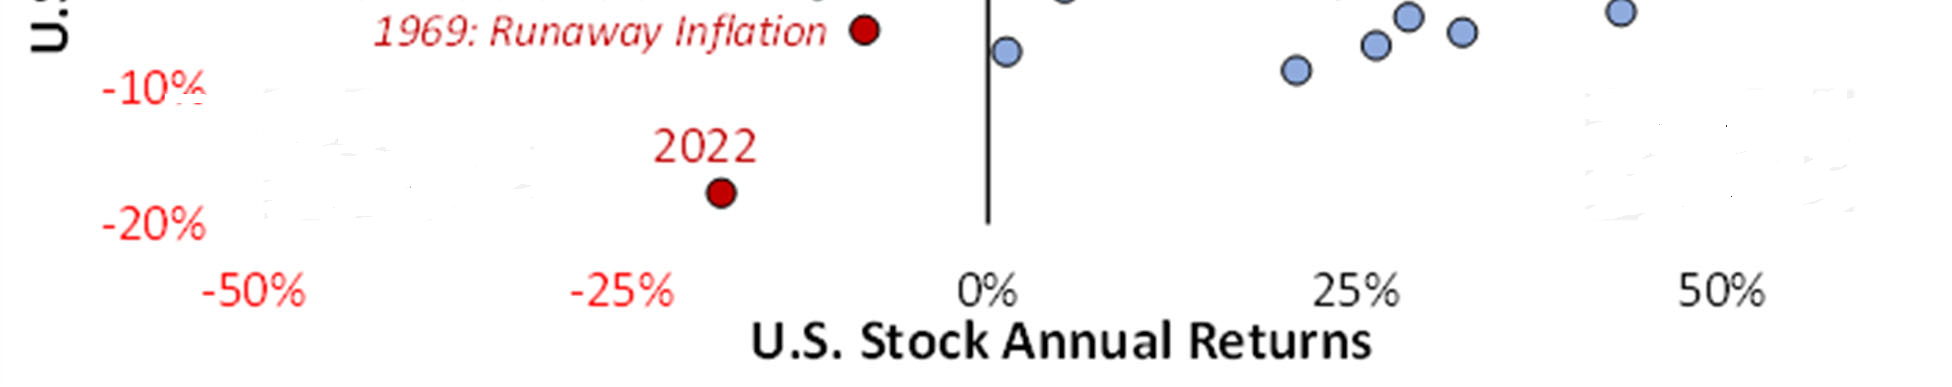 U.S.
1969: Runaway Inflation
-10%
2022
-20%
-50% -25% 0% 25% 50%
U.S. Stock Annual Returns